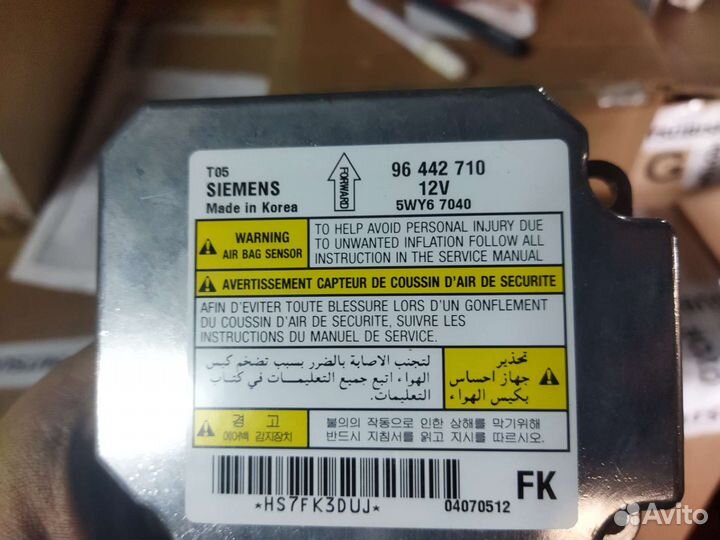 T05
SIEMENS
Made in Korea
FORWARD
96 442 710
12V
5WY6 7040
WARNING
AIR BAG SENSOR
TO HELP AVOID PERSONAL INJURY DUE
TO UNWANTED INFLATION FOLLOW ALL
INSTRUCTION IN THE SERVICE MANUAL
AVERTISSEMENT CAPTEUR DE COUSSIN D'AIR DE SECURITE
AFIN D'EVITER TOUTE BLESSURE LORS D'UN GONFLEMENT
DU COUSSIN D'AIR DE SECURITE, SUIVRE LES
INSTRUCTIONS DU MANUEL DE SERVICE.
تحذير
جهاز احساس
بكيس الهواء
لتجنب الاصابة بالضرر بسبب تضخم كيس
الهواء اتبع جميع التعليمات في كتاب
التعليمات.
경 고
에어백 감지장치
불의의 작동으로 인한 상해를 막기위해
반드시 지침서를 읽고 지시를 따르시오.
*HS7FK3DUJ*
FK
04070512
G
Avito